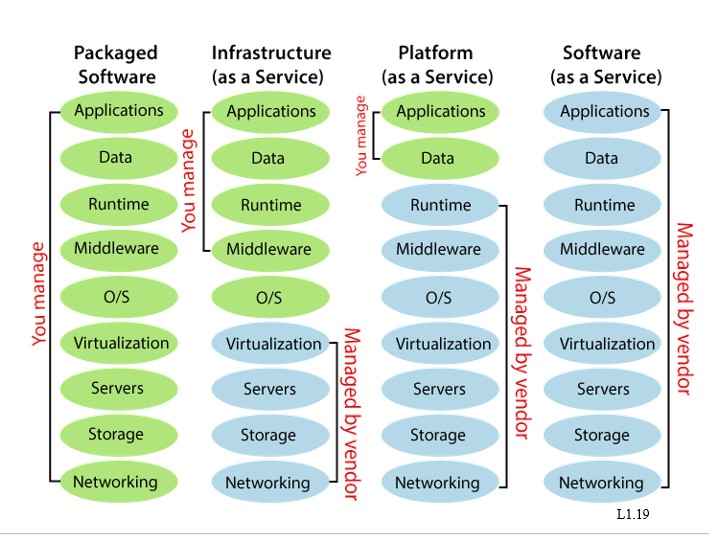 Packaged
Software
Applications
Data
Runtime
Middleware
O/S
Virtualization
Servers
Storage
Networking
You manage
Infrastructure
(as a Service)
Applications
Data
Runtime
Middleware
O/S
Virtualization
Servers
Storage
Networking
You manage
Managed by vendor
Platform
(as a Service)
Applications
Data
Runtime
Middleware
O/S
Virtualization
Servers
Storage
Networking
You manage
Managed by vendor
Software
(as a Service)
Applications
Data
Runtime
Middleware
O/S
Virtualization
Servers
Storage
Networking
Managed by vendor
L1.19